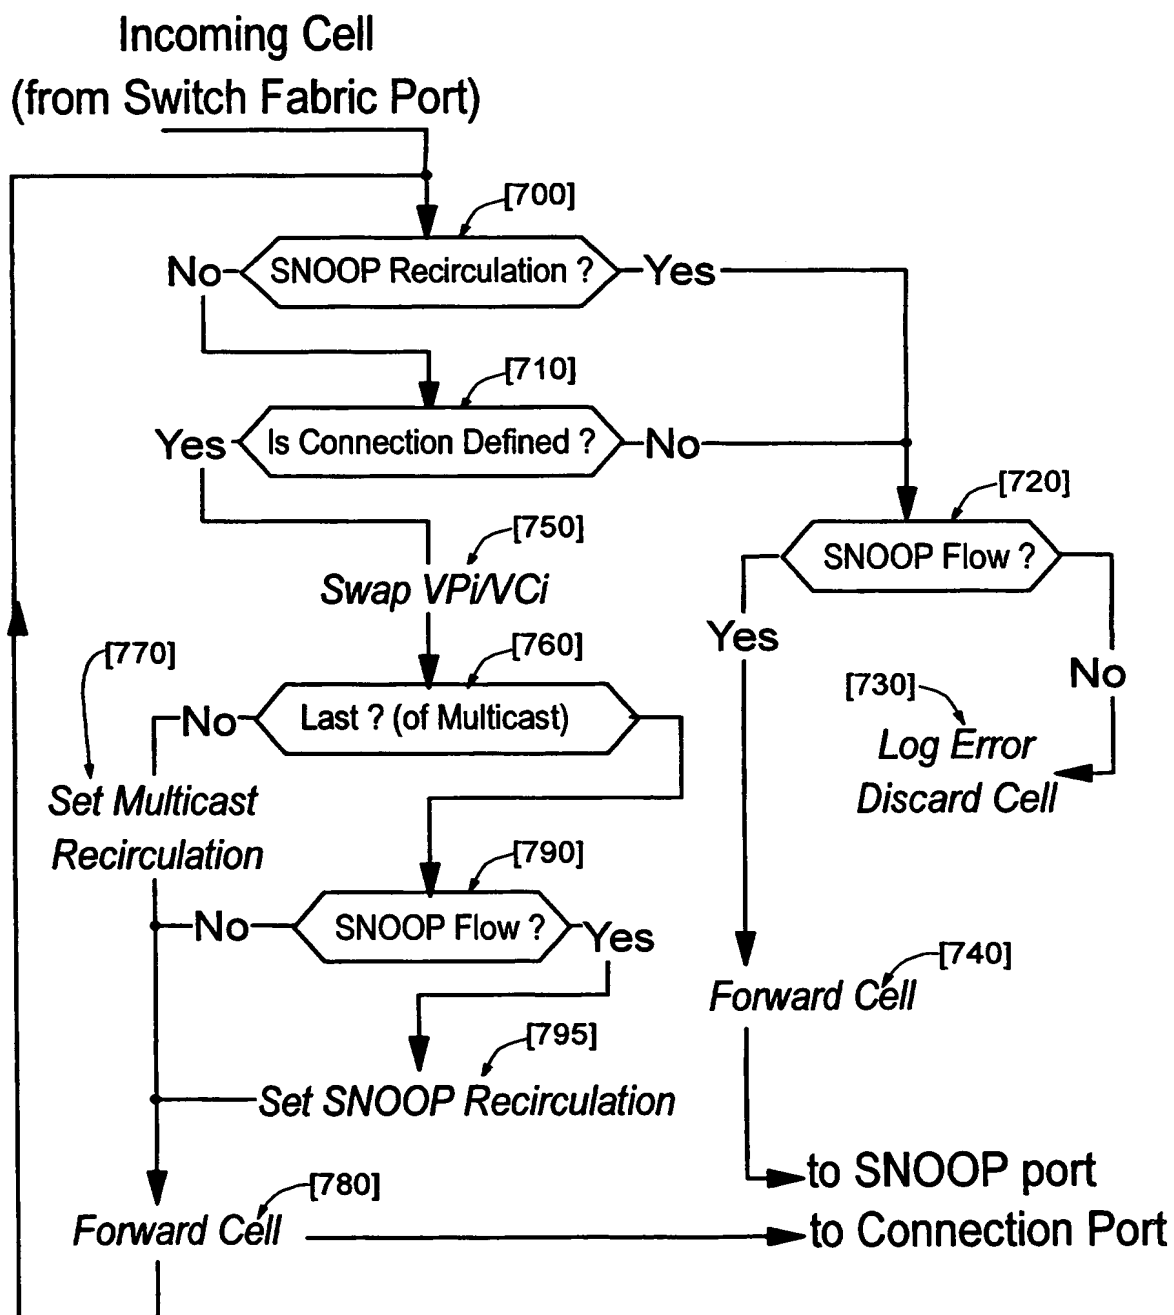 Incoming Cell
(from Switch Fabric Port)
[700]
No
SNOOP Recirculation ?
Yes
[710]
Yes
Is Connection Defined ?
No
[720]
SNOOP Flow ?
[750]
Swap VPi/VCi
Yes
No
[760]
[770]
No
Last ? (of Multicast)
[730]
Log Error
Discard Cell
Set Multicast
Recirculation
[790]
No
SNOOP Flow ?
Yes
[740]
Forward Cell
[795]
Set SNOOP Recirculation
to SNOOP port
[780]
Forward Cell
to Connection Port